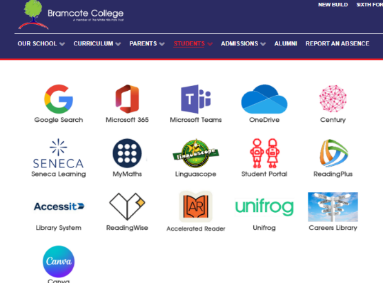 NEW BUILD SIXTH FOR
Bramcote College
OUR SCHOOL CURRICULUM PARENTS STUDENTS ADMISSIONS ALUMNI REPORT AN ABSENCE
Google Search Microsoft 365 Microsoft Teams OneDrive Century
SENECA
Seneca Learning MyMaths Linguascope Student Portal ReadingPlus
Accessit unifrog
AR
Library System ReadingWise Accelerated Reader Unifrog Careers Library
Canva
Canva